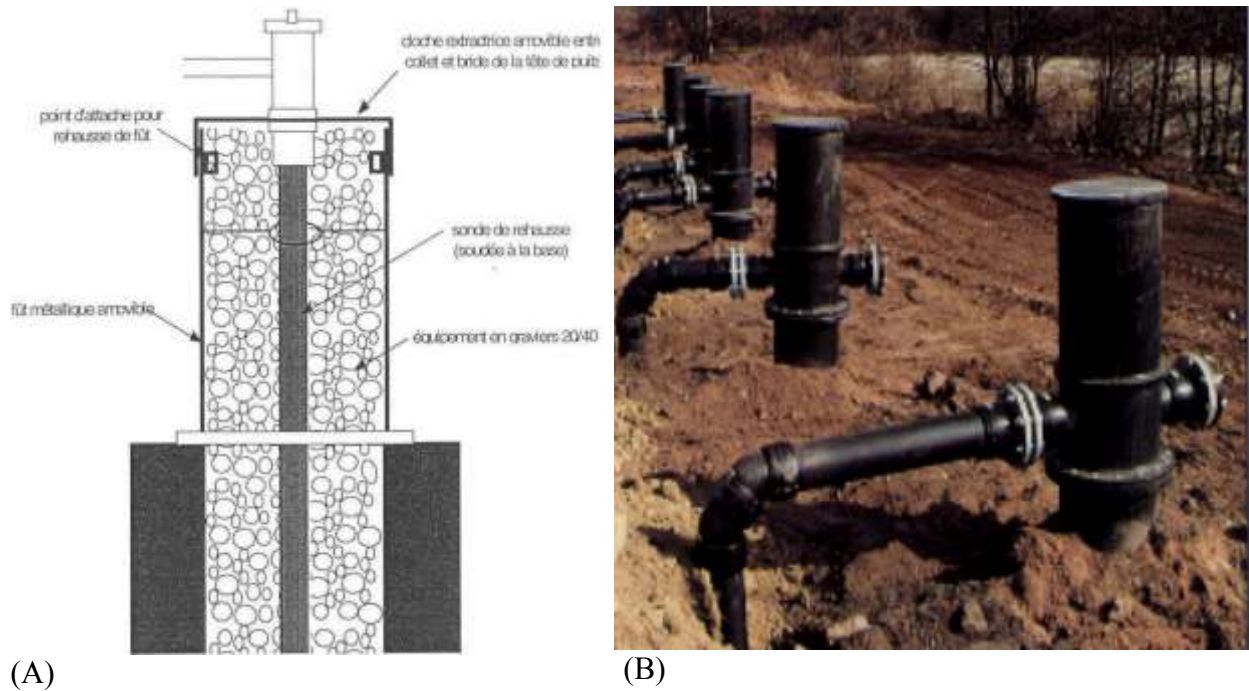 cloche extractrice amovible entre
collet et bride de la tête de puits
point d'attache pour
rehausse de fût
sonde de rehausse
(soudée à la base)
fût métallique amovible
équipement en graviers 20/40
(A)
(B)